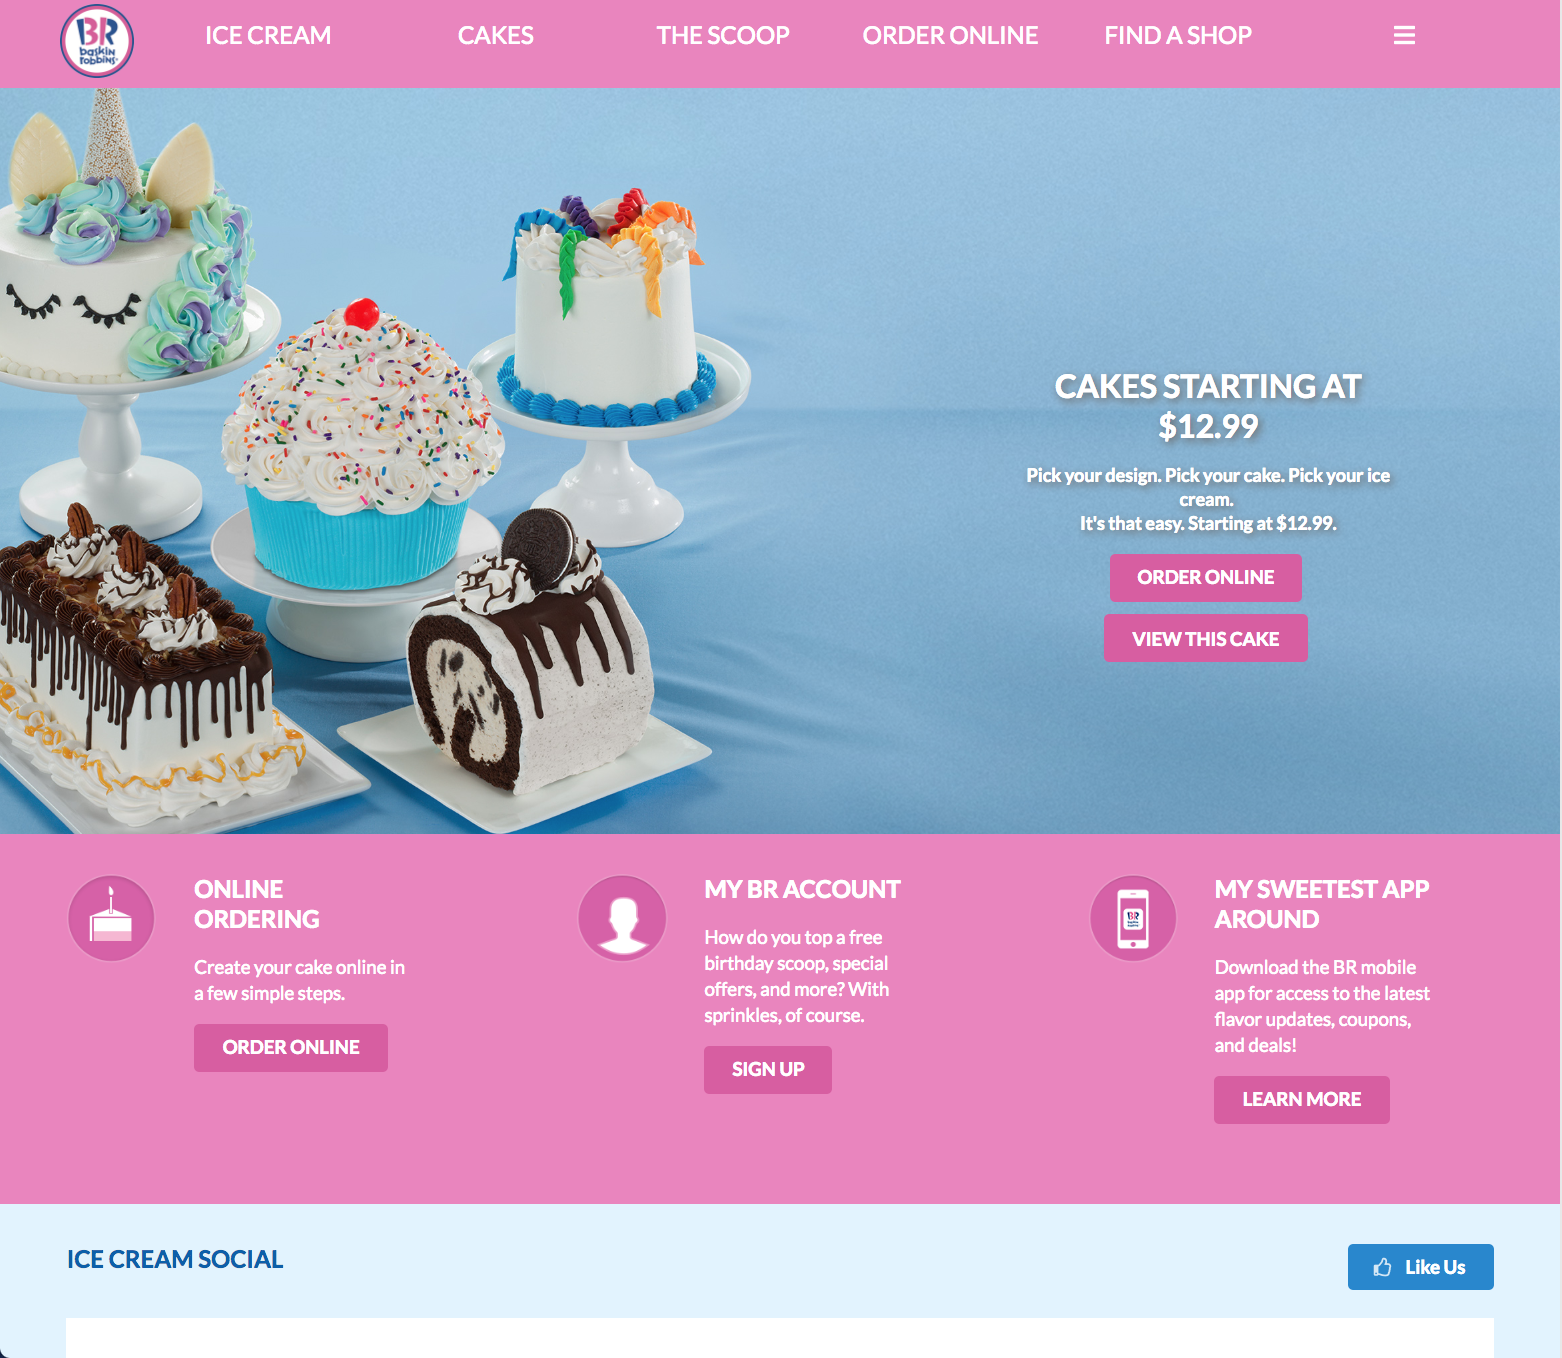 BR
baskin
robbins
ICE CREAM
CAKES
THE SCOOP
ORDER ONLINE
FIND A SHOP
CAKES STARTING AT
$12.99
Pick your design. Pick your cake. Pick your ice
cream.
It's that easy. Starting at $12.99.
ORDER ONLINE
VIEW THIS CAKE
ONLINE
ORDERING
Create your cake online in
a few simple steps.
ORDER ONLINE
MY BR ACCOUNT
How do you top a free
birthday scoop, special
offers, and more? With
sprinkles, of course.
SIGN UP
BR
baskin
robbins
MY SWEETEST APP
AROUND
Download the BR mobile
app for access to the latest
flavor updates, coupons,
and deals!
LEARN MORE
ICE CREAM SOCIAL
Like Us